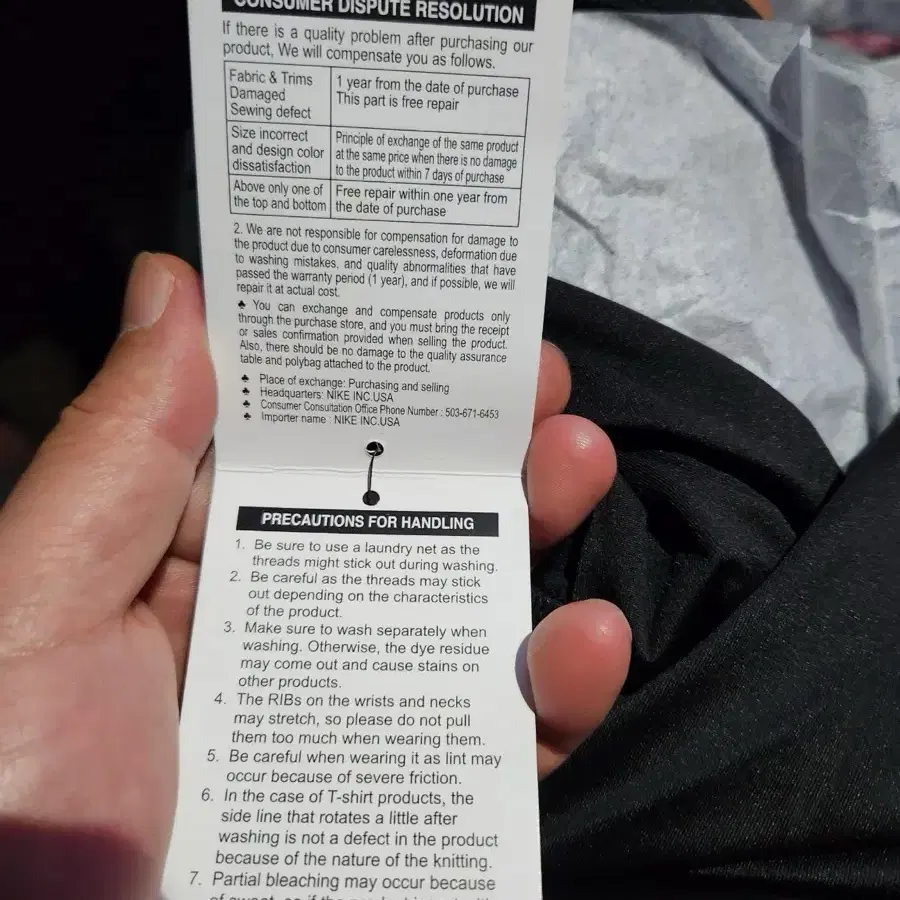 CONSUMER DISPUTE RESOLUTION
If there is a quality problem after purchasing our
product, We will compensate you as follows.
Fabric & Trims
Damaged
Sewing defect
1 year from the date of purchase
This part is free repair
Size incorrect
and design color
dissatisfaction
Principle of exchange of the same product
at the same price when there is no damage
to the product within 7 days of purchase
Above only one of
the top and bottom
Free repair within one year from
the date of purchase
2. We are not responsible for compensation for damage to
the product due to consumer carelessness, deformation due
to washing mistakes, and quality abnormalities that have
passed the warranty period (1 year), and if possible, we will
repair it at actual cost.
♣ You can exchange and compensate products only
through the purchase store, and you must bring the receipt
or sales confirmation provided when selling the product.
Also, there should be no damage to the quality assurance
table and polybag attached to the product.
♣ Place of exchange: Purchasing and selling
♣ Headquarters: NIKE INC.USA
♣ Consumer Consultation Office Phone Number : 503-671-6453
♣ Importer name : NIKE INC.USA
PRECAUTIONS FOR HANDLING
1. Be sure to use a laundry net as the
threads might stick out during washing.
2. Be careful as the threads may stick
out depending on the characteristics
of the product.
3. Make sure to wash separately when
washing. Otherwise, the dye residue
may come out and cause stains on
other products.
4. The RIBs on the wrists and necks
may stretch, so please do not pull
them too much when wearing them.
5. Be careful when wearing it as lint may
occur because of severe friction.
6. In the case of T-shirt products, the
side line that rotates a little after
washing is not a defect in the product
because of the nature of the knitting.
7. Partial bleaching may occur because